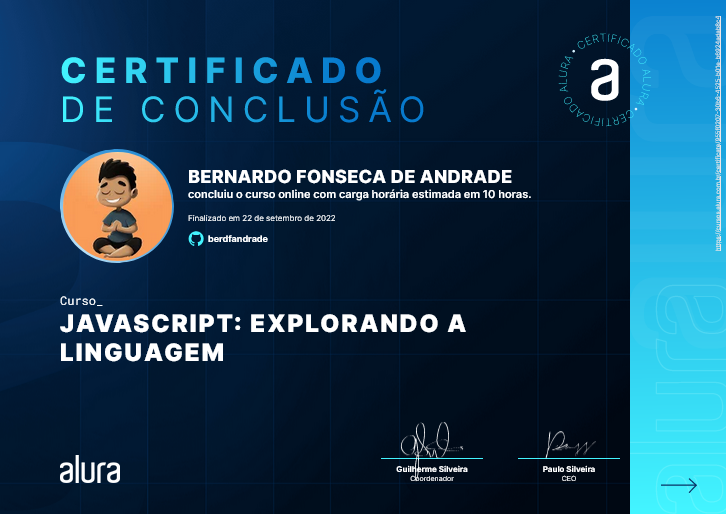 CERTIFICADO
DE CONCLUSÃO
CERTIFICADO ALURA • CERTIFICADO ALURA •
a
BERNARDO FONSECA DE ANDRADE
concluiu o curso online com carga horária estimada em 10 horas.
Finalizado em 22 de setembro de 2022
berdfandrade
Curso_
JAVASCRIPT: EXPLORANDO A
LINGUAGEM
alura
Guilherme Silveira
Coordenador
Paulo Silveira
CEO
alura